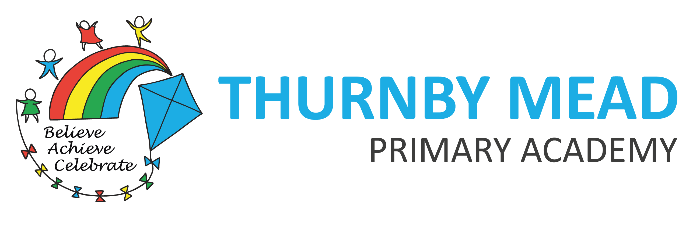 Believe
Achieve
Celebrate
THURNBY MEAD
PRIMARY ACADEMY